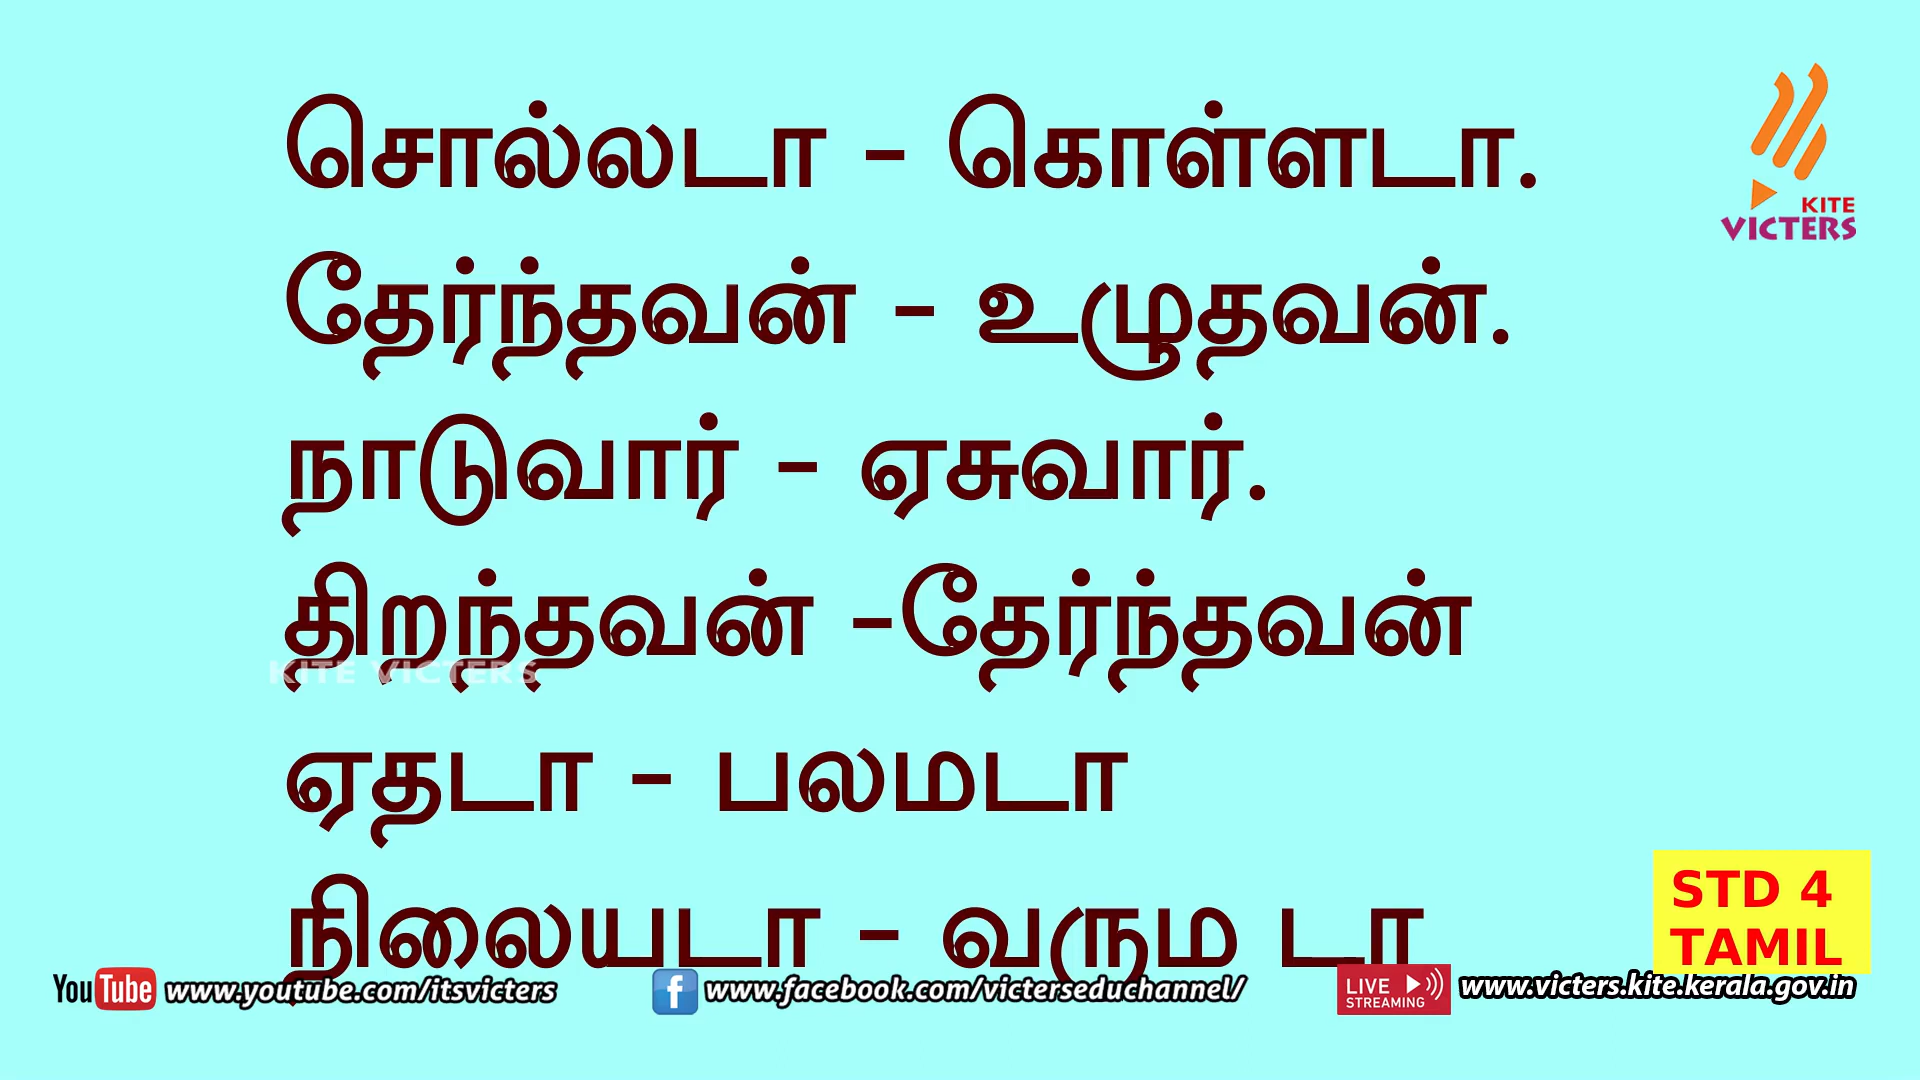 சொல்லடா - கொள்ளடா.
தேர்ந்தவன் - உழுதவன்.
நாடுவார் - ஏசுவார்.
திறந்தவன் -தேர்ந்தவன்
ஏதடா - பலமடா
நிலையடா - வரும டா
KITE
VICTERS
KITE VICTERS
STD 4
TAMIL
YouTube www.youtube.com/itsvicters
f www.facebook.com/victerseduchannel/
LIVE
STREAMING
www.victers.kite.kerala.gov.in